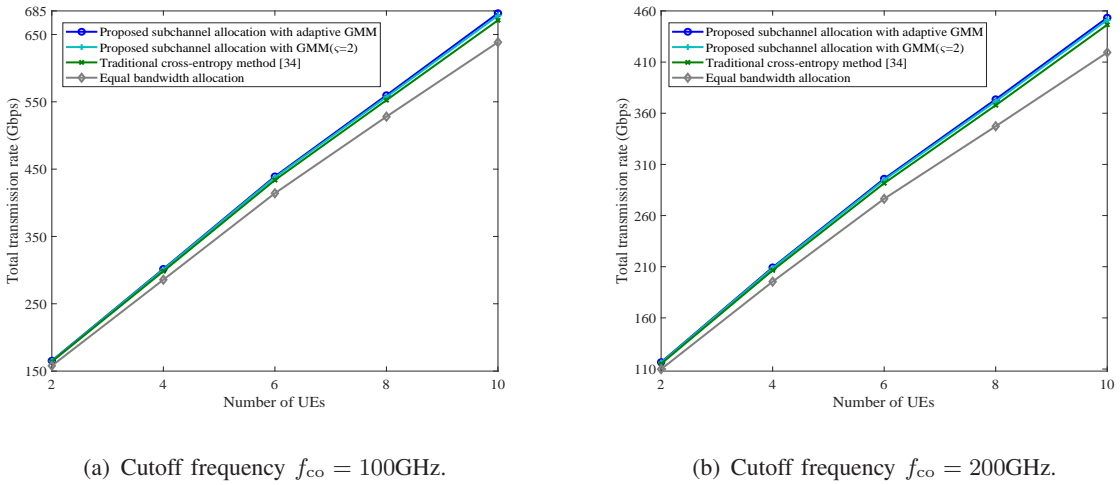 685
650
550
450
350
250
150
2
4
6
8
10
Total transmission rate (Gbps)
Number of UEs
Proposed subchannel allocation with adaptive GMM
Proposed subchannel allocation with GMM(ς=2)
Traditional cross-entropy method [34]
Equal bandwidth allocation
(a) Cutoff frequency f_co = 100GHz.
460
410
360
310
260
210
160
110
2
4
6
8
10
Total transmission rate (Gbps)
Number of UEs
Proposed subchannel allocation with adaptive GMM
Proposed subchannel allocation with GMM(ς=2)
Traditional cross-entropy method [34]
Equal bandwidth allocation
(b) Cutoff frequency f_co = 200GHz.